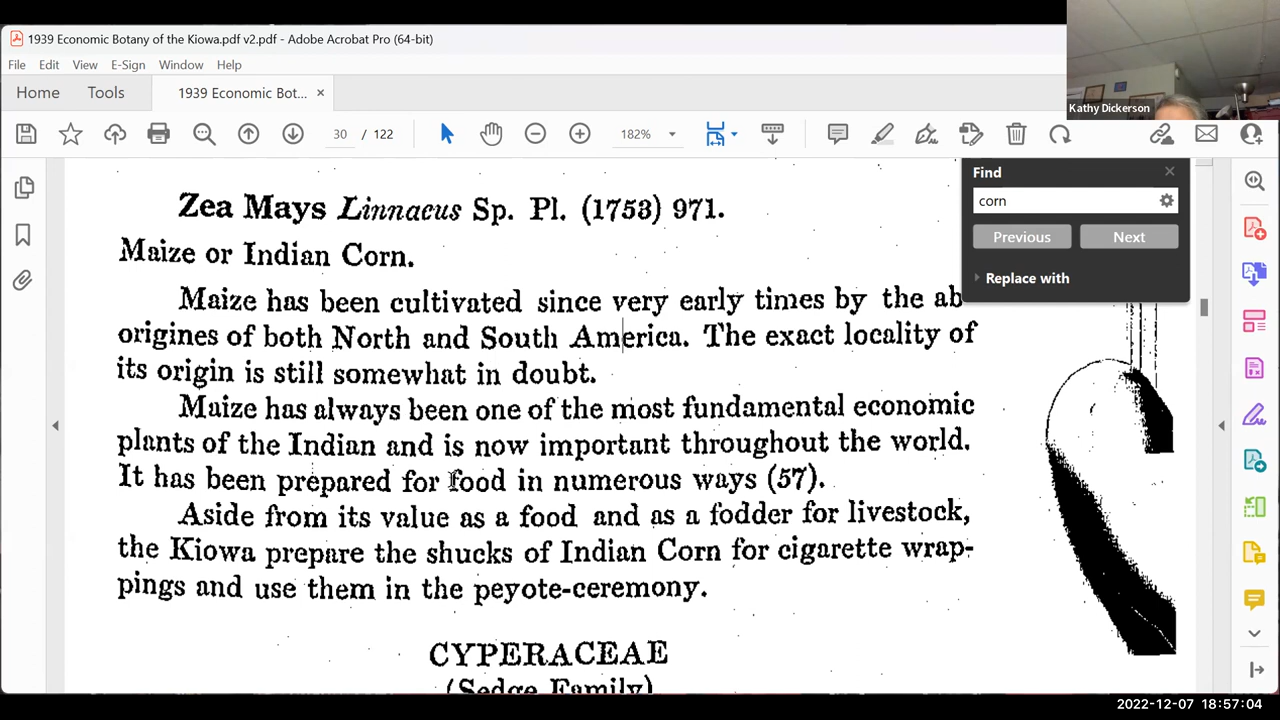 1939 Economic Botany of the Kiowa.pdf v2.pdf - Adobe Acrobat Pro (64-bit)
File Edit View E-Sign Window Help
Home Tools 1939 Economic Bot... ×
Kathy Dickerson
30 / 122 182%
Find
corn
Previous Next
Replace with
Zea Mays Linnaeus Sp. Pl. (1753) 971.
Maize or Indian Corn.
Maize has been cultivated since very early times by the ab
origines of both North and South America. The exact locality of
its origin is still somewhat in doubt.
Maize has always been one of the most fundamental economic
plants of the Indian and is now important throughout the world.
It has been prepared for food in numerous ways (57).
Aside from its value as a food and as a fodder for livestock,
the Kiowa prepare the shucks of Indian Corn for cigarette wrap-
pings and use them in the peyote-ceremony.
CYPERACEAE
(Sedge Family)
2022-12-07 18:57:04